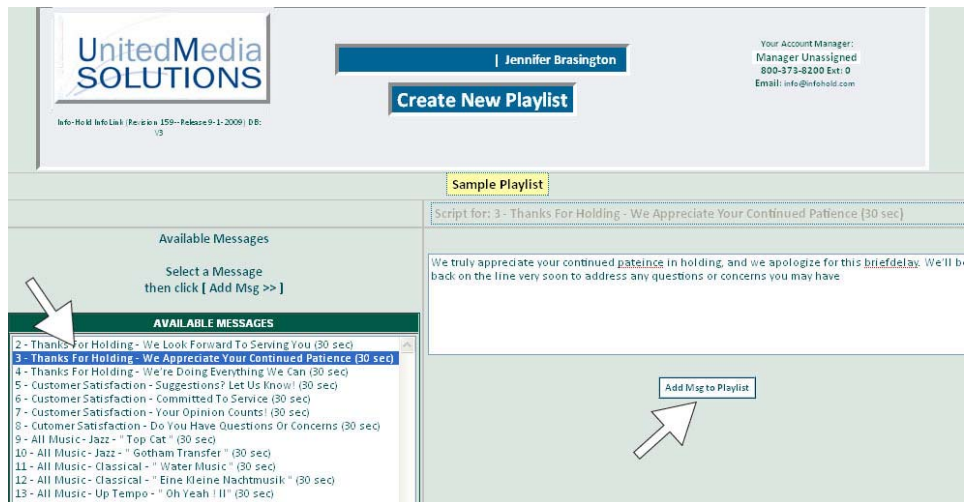 UnitedMedia
SOLUTIONS
Info-Hold InfoLink (Revision 159--Release 9-1-2009) DB:
V3
| Jennifer Brasington
Create New Playlist
Your Account Manager:
Manager Unassigned
800-373-8200 Ext: 0
Email: info@infohold.com
Sample Playlist
Script for: 3 - Thanks For Holding - We Appreciate Your Continued Patience (30 sec)
Available Messages
Select a Message
then click [ Add Msg >> ]
AVAILABLE MESSAGES
2 - Thanks For Holding - We Look Forward To Serving You (30 sec)
3 - Thanks For Holding - We Appreciate Your Continued Patience (30 sec)
4 - Thanks For Holding - We're Doing Everything We Can (30 sec)
5 - Customer Satisfaction - Suggestions? Let Us Know! (30 sec)
6 - Customer Satisfaction - Committed To Service (30 sec)
7 - Customer Satisfaction - Your Opinion Counts! (30 sec)
8 - Cutomer Satisfaction - Do You Have Questions Or Concerns (30 sec)
9 - All Music - Jazz - " Top Cat " (30 sec)
10 - All Music - Jazz - " Gotham Transfer " (30 sec)
11 - All Music - Classical - " Water Music " (30 sec)
12 - All Music - Classical - " Eine Kleine Nachtmusik " (30 sec)
13 - All Music - Up Tempo - " Oh Yeah ! II" (30 sec)
We truly appreciate your continued pateince in holding, and we apologize for this briefdelay. We'll be
back on the line very soon to address any questions or concerns you may have
Add Msg to Playlist